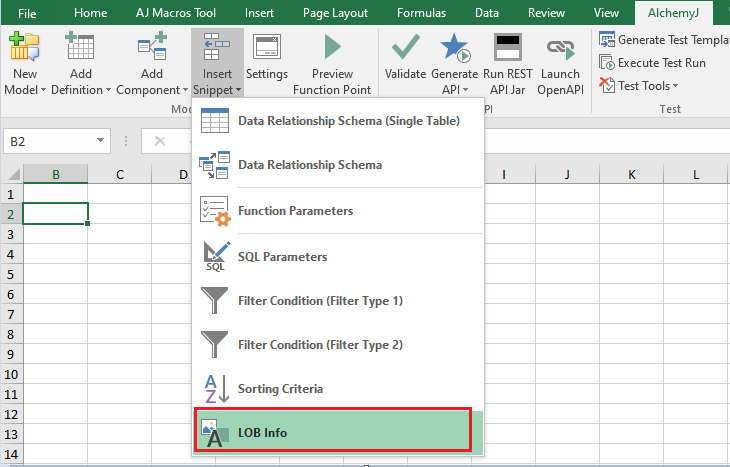 File Home AJ Macros Tool Insert Page Layout Formulas Data Review View AlchemyJ
New Model
Add Definition
Add Component
Insert Snippet
Settings
Preview Function Point
Validate
Generate API
Run REST API Jar
Launch OpenAPI
Generate Test Templa
Execute Test Run
Test Tools
Mo
PI
Test
B2
B C D I J K L
1
2
3
4
5
6
7
8
9
10
11
12
13
14
Data Relationship Schema (Single Table)
Data Relationship Schema
Function Parameters
SQL
SQL Parameters
Filter Condition (Filter Type 1)
Filter Condition (Filter Type 2)
A
Z
Sorting Criteria
A
LOB Info